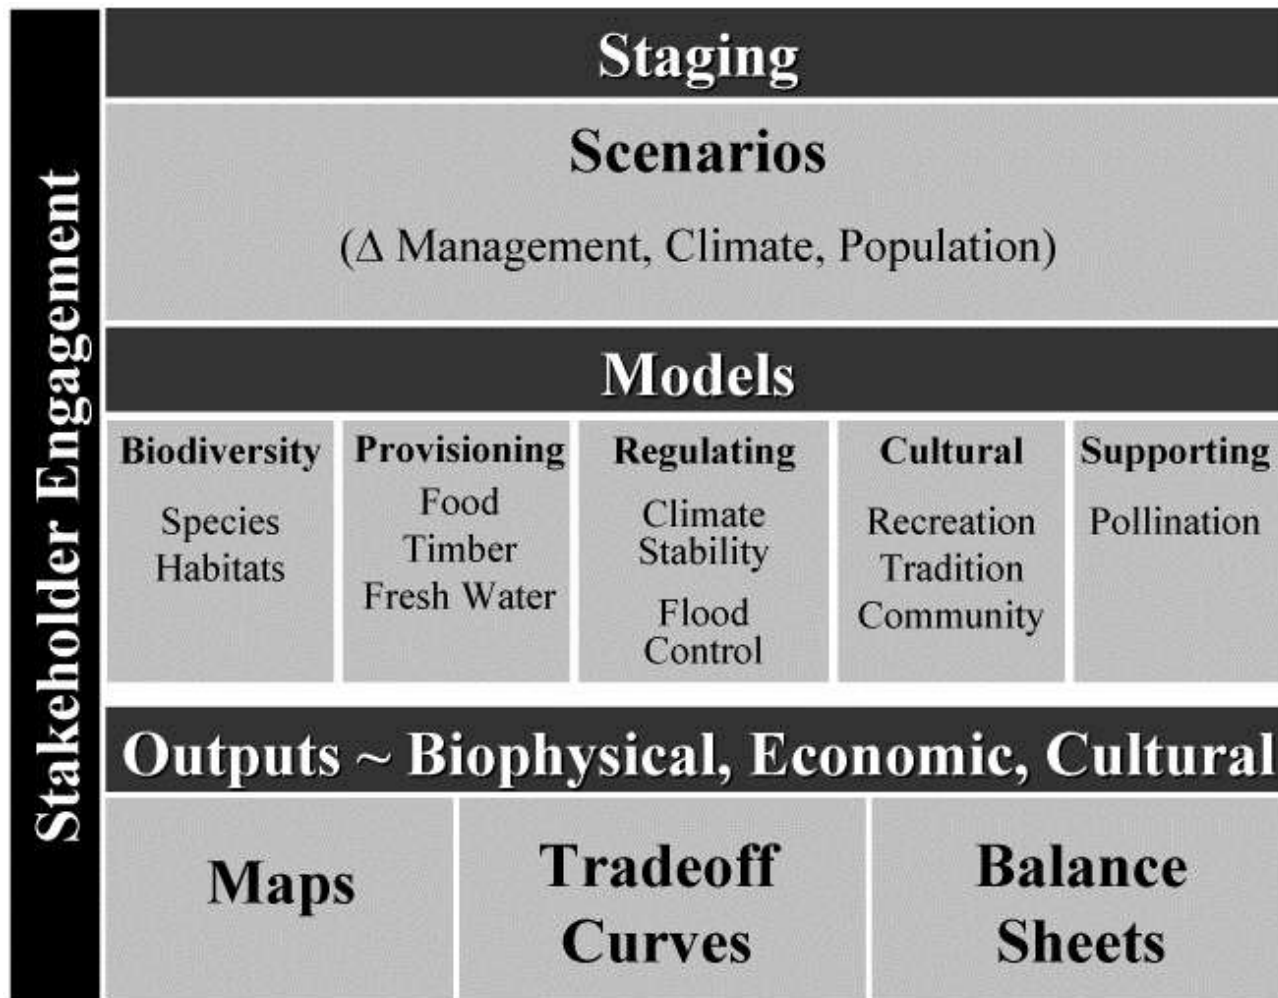 Stakeholder Engagement
Staging
Scenarios
(Δ Management, Climate, Population)
Models
Biodiversity
Species
Habitats
Provisioning
Food
Timber
Fresh Water
Regulating
Climate
Stability
Flood
Control
Cultural
Recreation
Tradition
Community
Supporting
Pollination
Outputs ~ Biophysical, Economic, Cultural
Maps
Tradeoff
Curves
Balance
Sheets